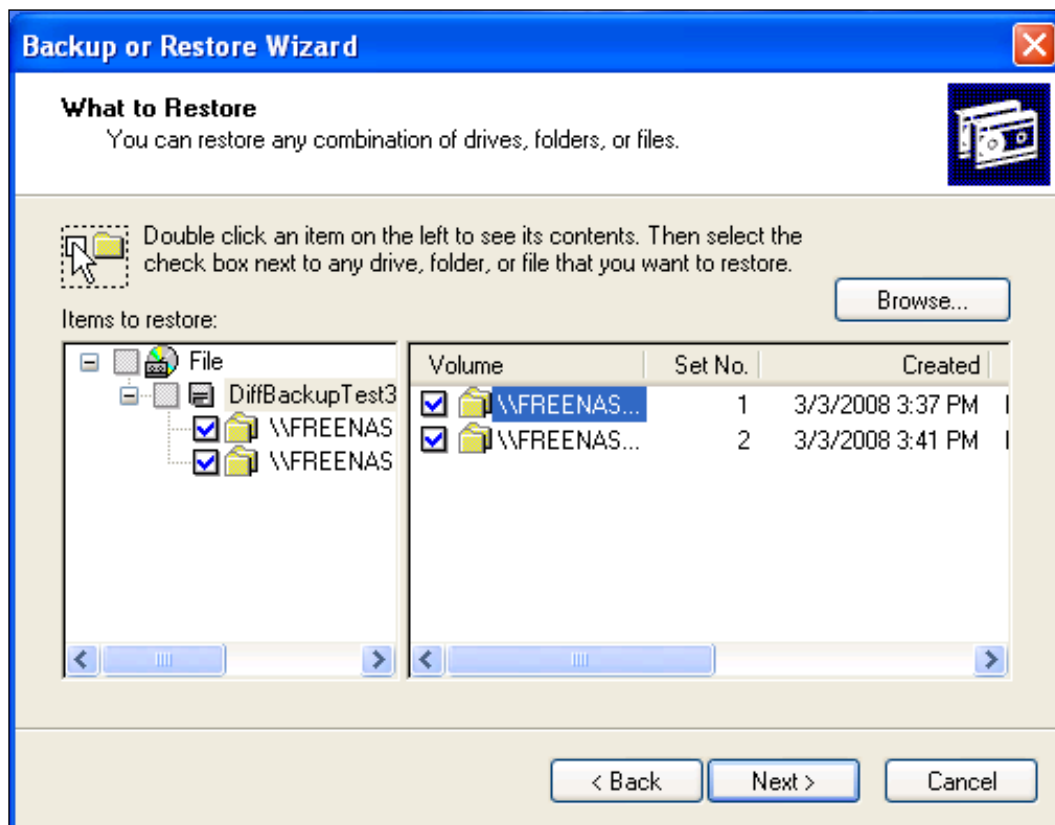 Backup or Restore Wizard
What to Restore
You can restore any combination of drives, folders, or files.
Double click an item on the left to see its contents. Then select the
check box next to any drive, folder, or file that you want to restore.
Browse...
Items to restore:
File
DiffBackupTest3
\\FREENAS
\\FREENAS
Volume Set No. Created
\\FREENAS... 1 3/3/2008 3:37 PM
\\FREENAS... 2 3/3/2008 3:41 PM
< Back Next > Cancel